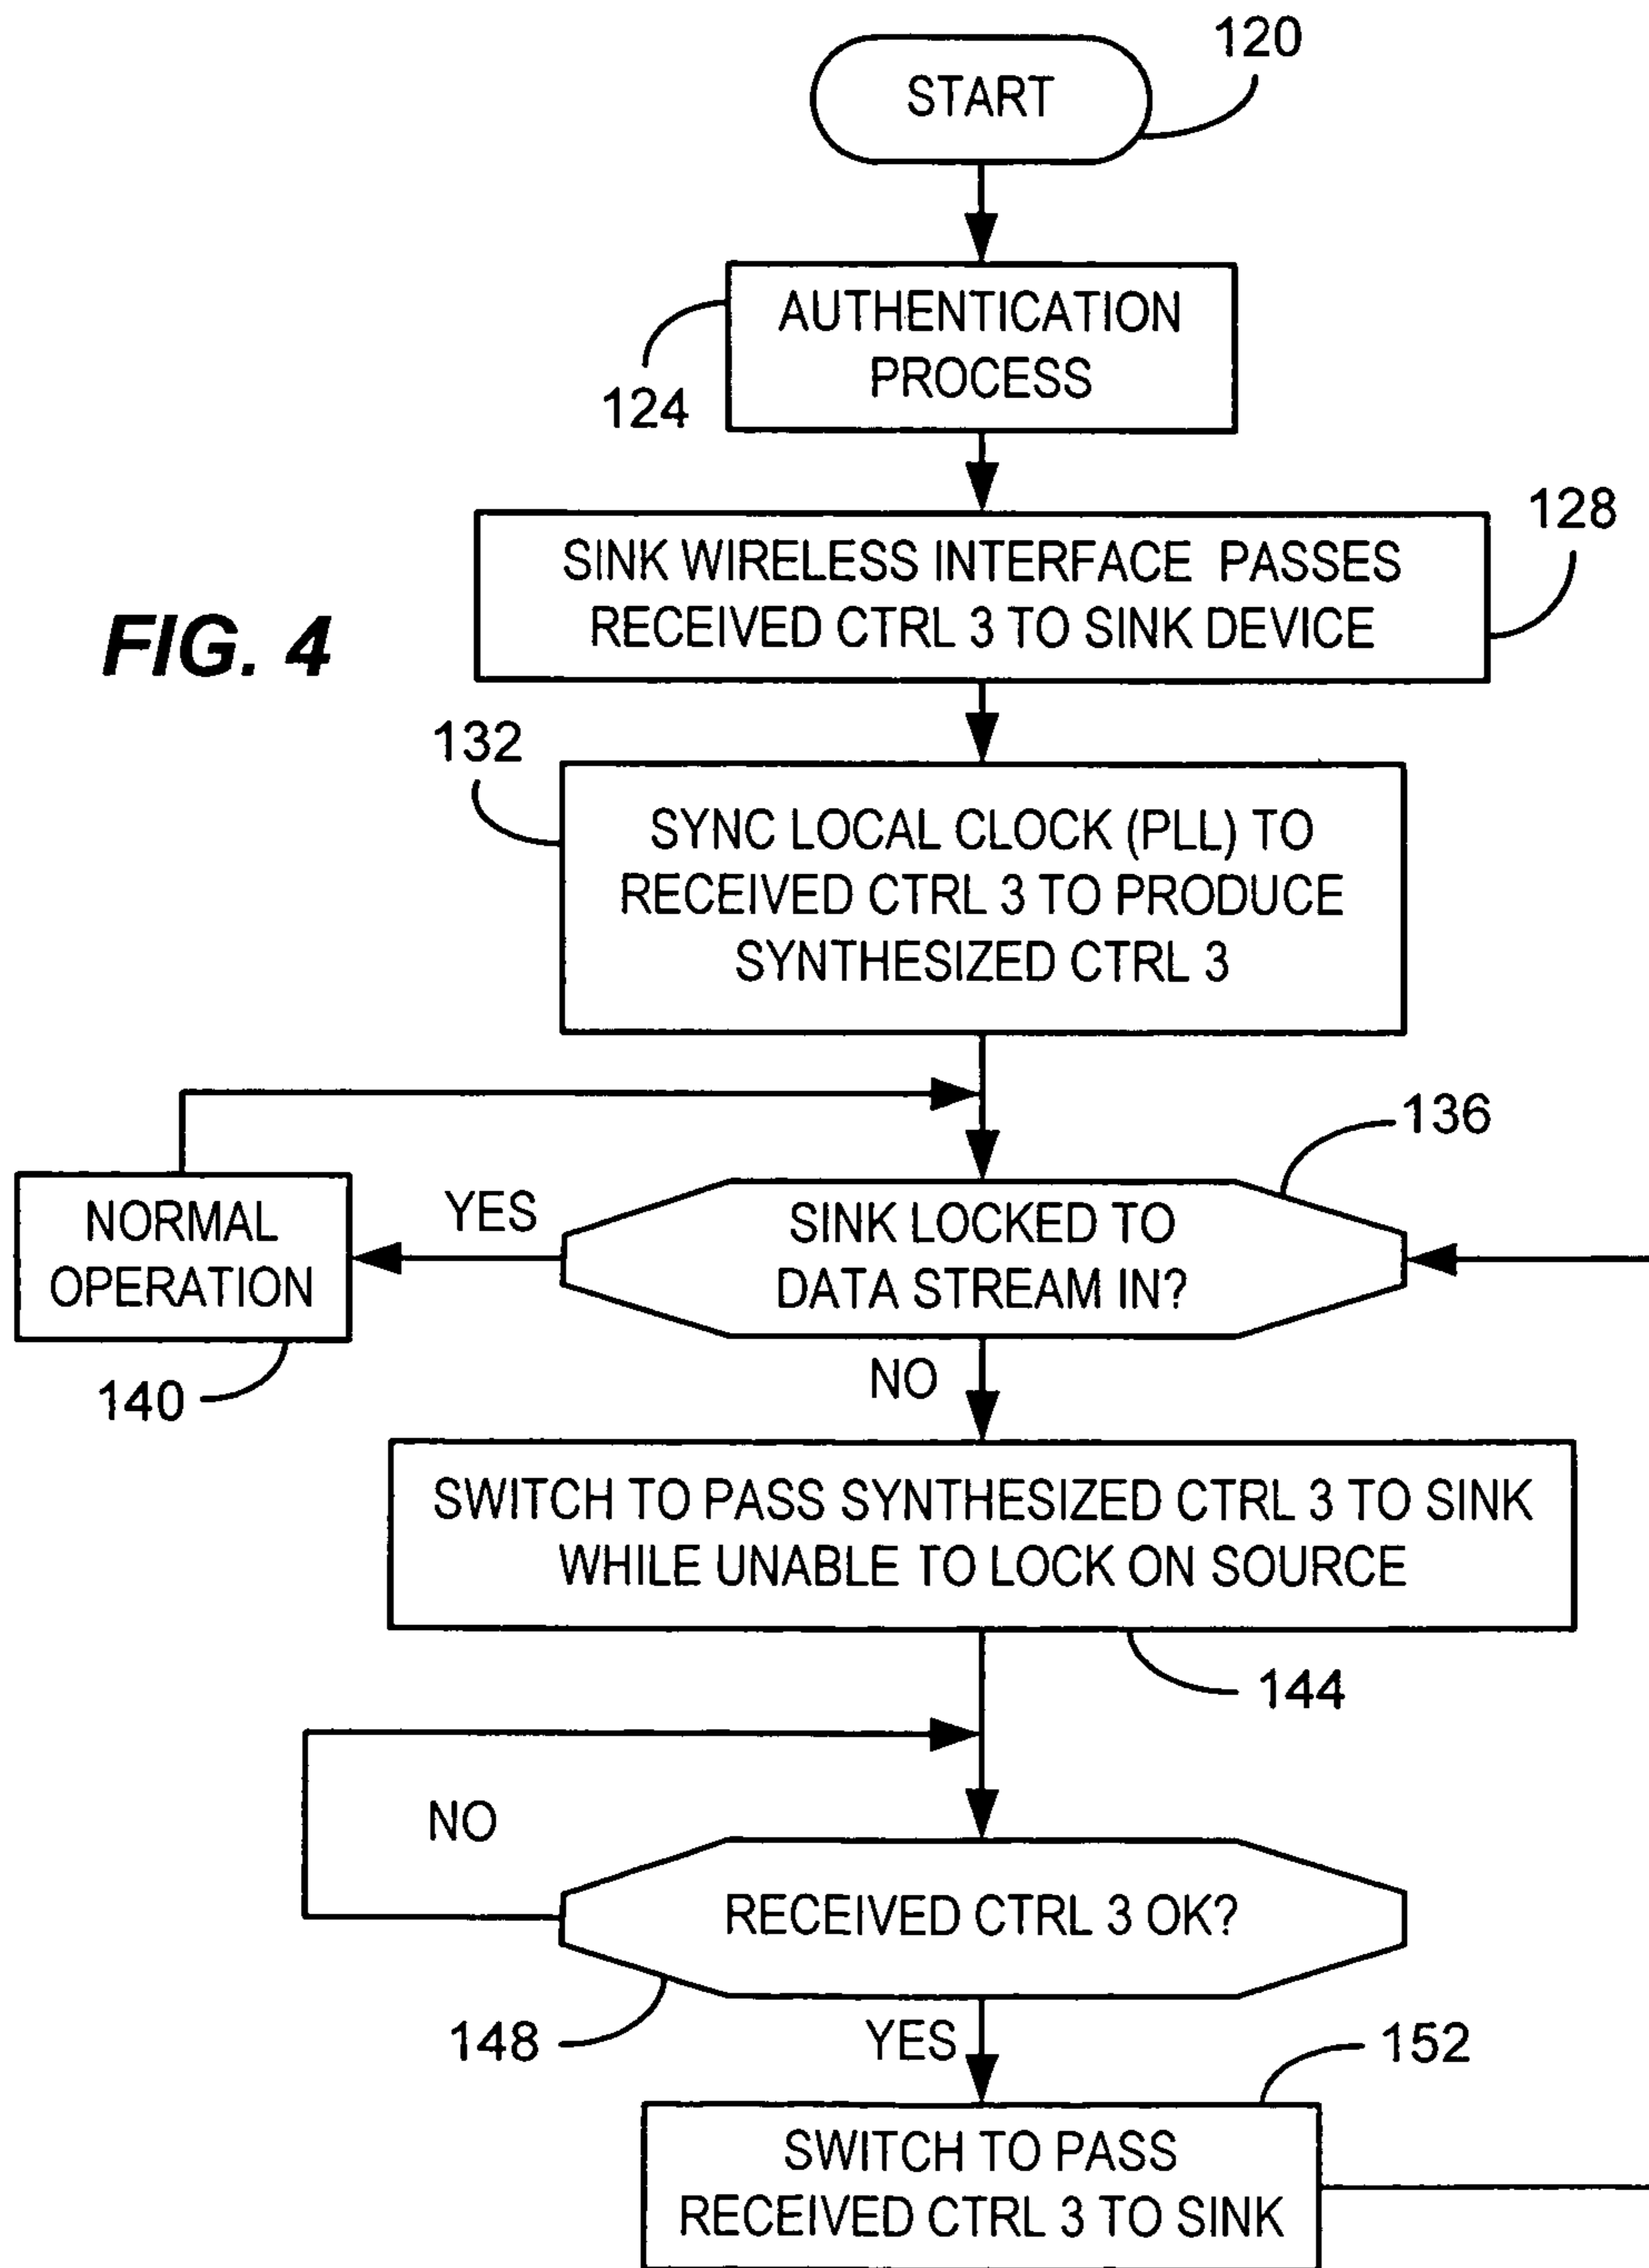 120
START
AUTHENTICATION
PROCESS
124
128
SINK WIRELESS INTERFACE PASSES
RECEIVED CTRL 3 TO SINK DEVICE
FIG. 4
132
SYNC LOCAL CLOCK (PLL) TO
RECEIVED CTRL 3 TO PRODUCE
SYNTHESIZED CTRL 3
136
NORMAL
OPERATION
YES
SINK LOCKED TO
DATA STREAM IN?
140
NO
SWITCH TO PASS SYNTHESIZED CTRL 3 TO SINK
WHILE UNABLE TO LOCK ON SOURCE
144
NO
RECEIVED CTRL 3 OK?
148
YES
152
SWITCH TO PASS
RECEIVED CTRL 3 TO SINK